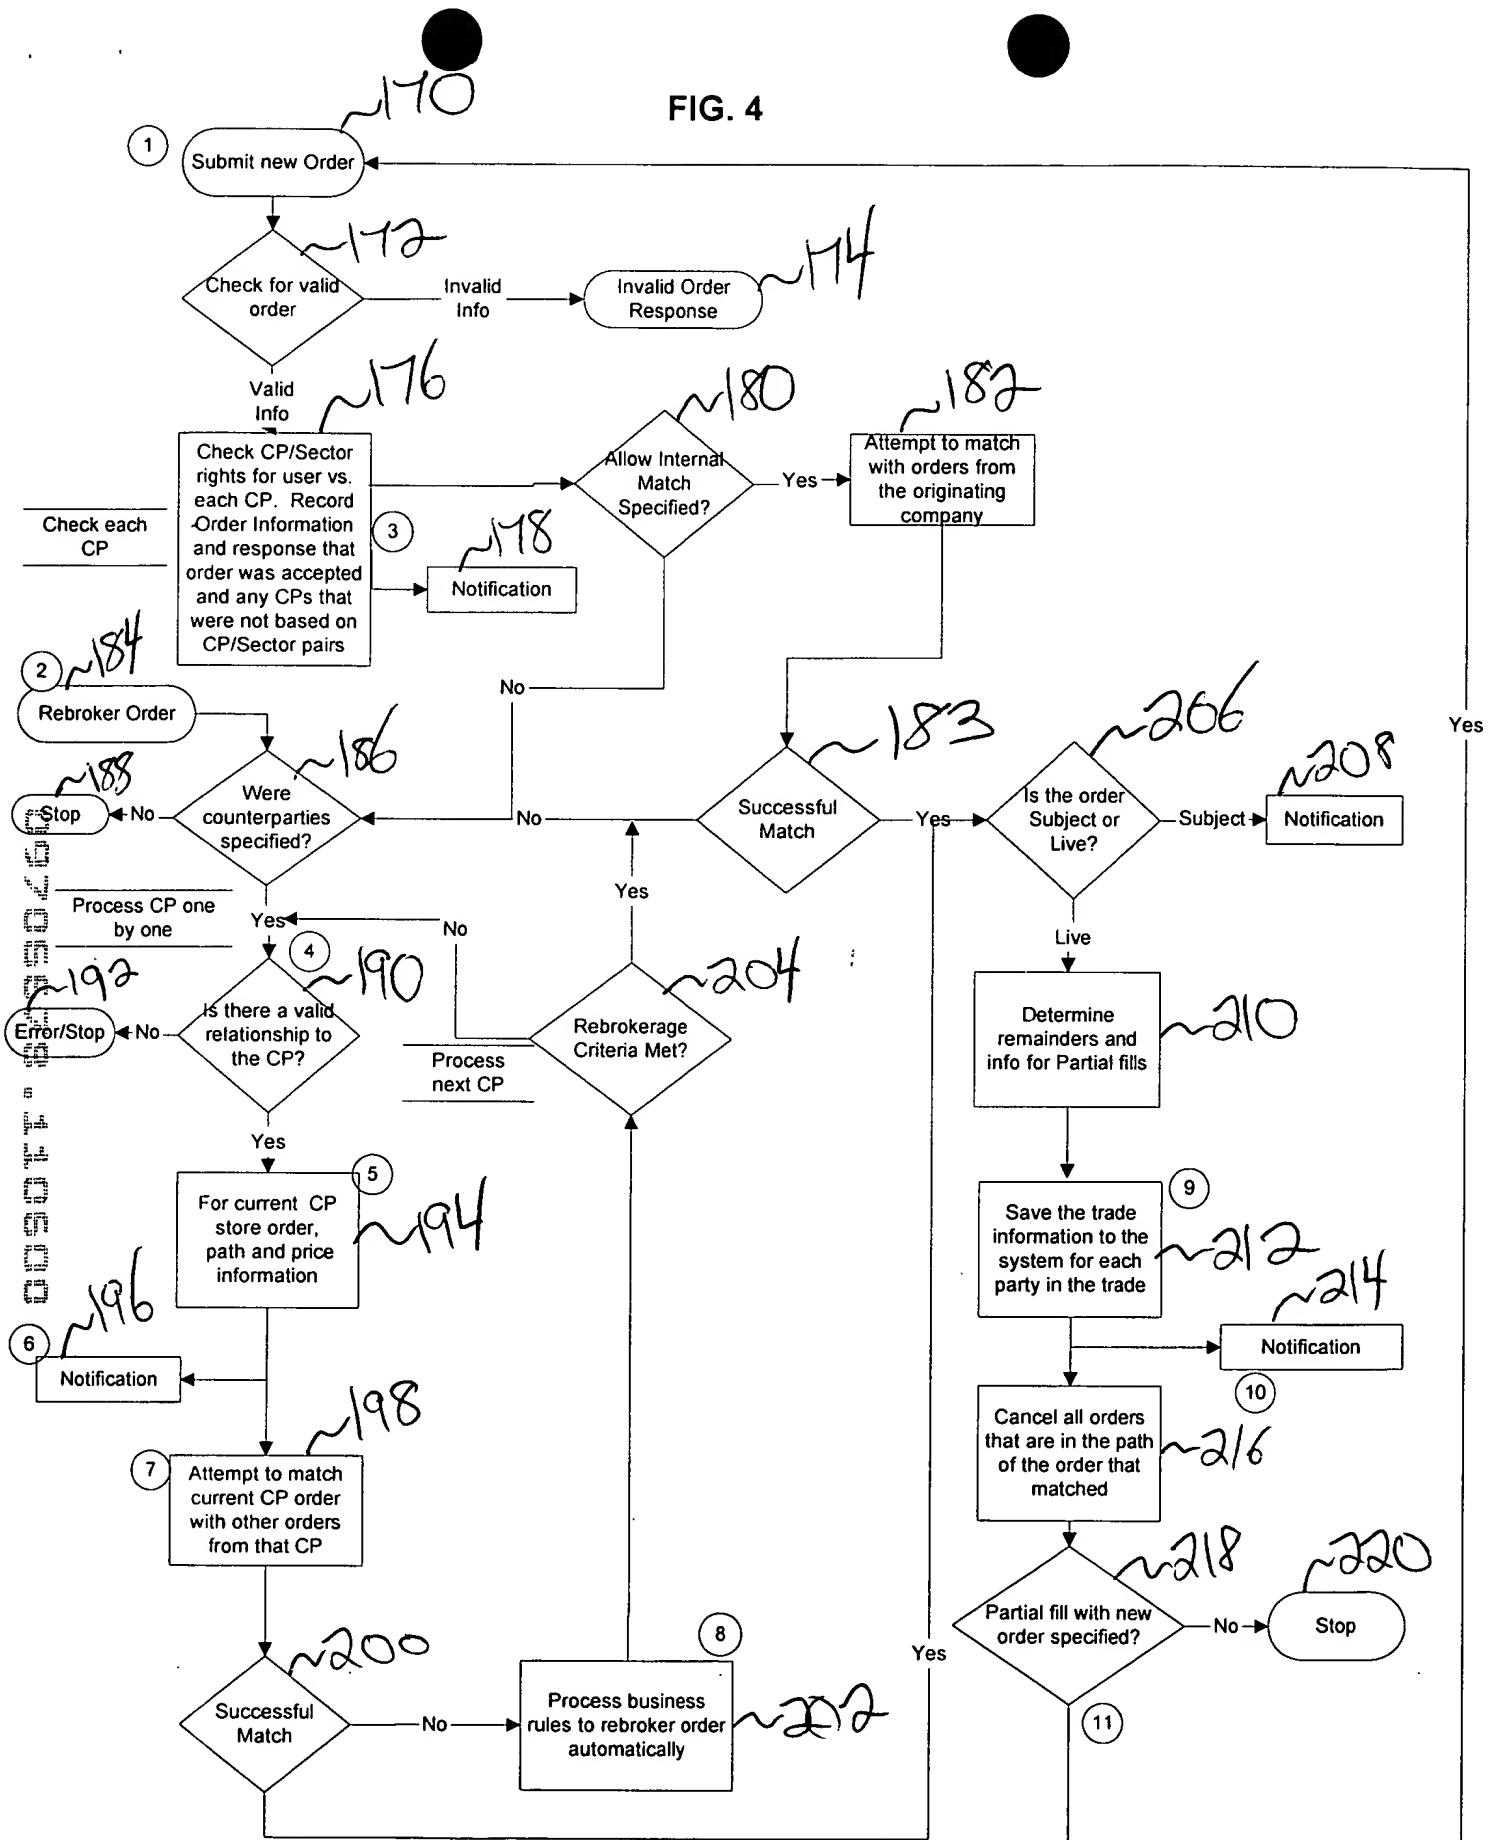 FIG. 4
~170
1
Submit new Order
~172
Check for valid
order
Invalid
Info
~174
Invalid Order
Response
Valid
Info
~176
Check CP/Sector
rights for user vs.
each CP. Record
Order Information
and response that
order was accepted
and any CPs that
were not based on
CP/Sector pairs
Check each
CP
3
~178
Notification
~180
Allow Internal
Match
Specified?
Yes
~182
Attempt to match
with orders from
the originating
company
No
2
~184
Rebroker Order
~186
Were
counterparties
specified?
~188
Stop
No
No
~183
Successful
Match
Yes
~206
Is the order
Subject or
Live?
Subject
~208
Notification
Yes
Process CP one
by one
Yes
No
Yes
4
~190
Is there a valid
relationship to
the CP?
~192
Error/Stop
No
Process
next CP
~204
Rebrokerage
Criteria Met?
Live
Determine
remainders and
info for Partial fills
~210
Yes
5
For current CP
store order,
path and price
information
~194
9
Save the trade
information to the
system for each
party in the trade
~212
6
~196
Notification
~214
Notification
10
~198
7
Attempt to match
current CP order
with other orders
from that CP
Cancel all orders
that are in the path
of the order that
matched
~216
~218
Partial fill with new
order specified?
No
~220
Stop
11
~200
Successful
Match
No
8
Process business
rules to rebroker order
automatically
~202
Yes